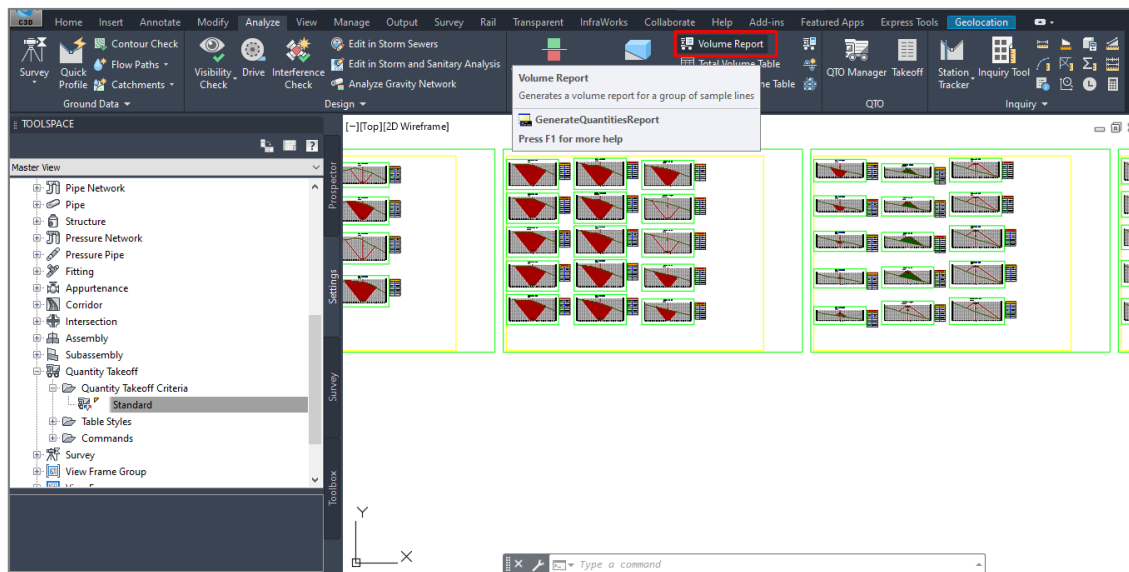 C3D Home Insert Annotate Modify Analyze View Manage Output Survey Rail Transparent InfraWorks Collaborate Help Add-ins Featured Apps Express Tools Geolocation
Survey
Quick Profile
Contour Check
Flow Paths
Catchments
Ground Data
Visibility Check
Drive
Interference Check
Edit in Storm Sewers
Edit in Storm and Sanitary Analysis
Analyze Gravity Network
Design
Volume Report
Total Volume Table
me Table
QTO Manager
Takeoff
QTO
Station Tracker
Inquiry Tool
Inquiry
Volume Report
Generates a volume report for a group of sample lines
GenerateQuantitiesReport
Press F1 for more help
TOOLSPACE
Master View
Pipe Network
Pipe
Structure
Pressure Network
Pressure Pipe
Fitting
Appurtenance
Corridor
Intersection
Assembly
Subassembly
Quantity Takeoff
Quantity Takeoff Criteria
Standard
Table Styles
Commands
Survey
View Frame Group
Prospector
Settings
Survey
Toolbox
[−][Top][2D Wireframe]
Y
X
Type a command